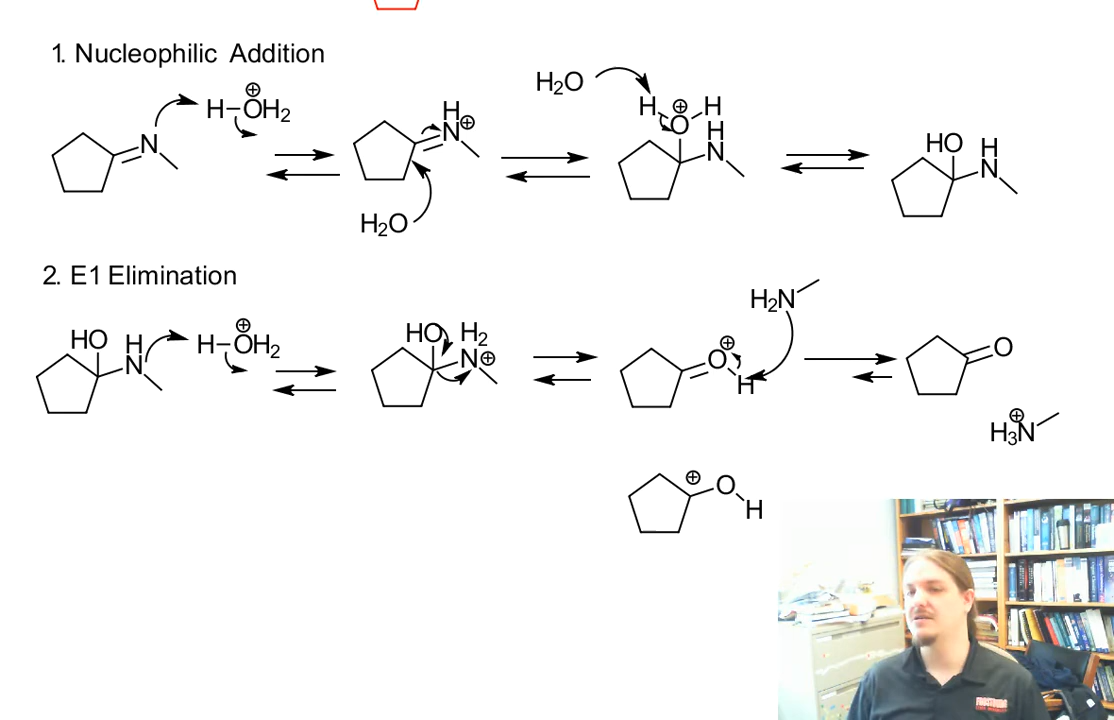 1. Nucleophilic Addition
H2O
H H
⊕
H–OH2
⊕
H
N⊕
O
H
N
HO H
N
N
H2O
2. E1 Elimination
H2N
HO H
N
H–OH2
⊕
HO H2
N⊕
O
⊕
H
O
H3N
⊕
⊕
O
H